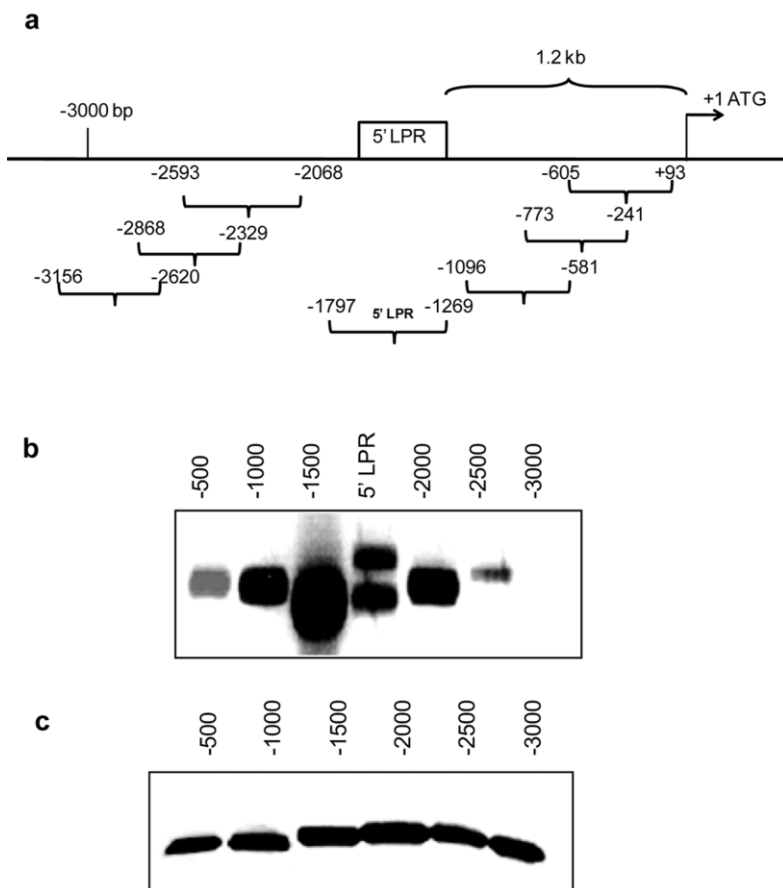 a
1.2 kb
+1 ATG
-3000 bp
5' LPR
-2593 -2068 -605 +93
-2868 -2329 -773 -241
-3156 -2620 -1096 -581
-1797 5' LPR -1269
b
-500 -1000 -1500 5' LPR -2000 -2500 -3000
c
-500 -1000 -1500 -2000 -2500 -3000